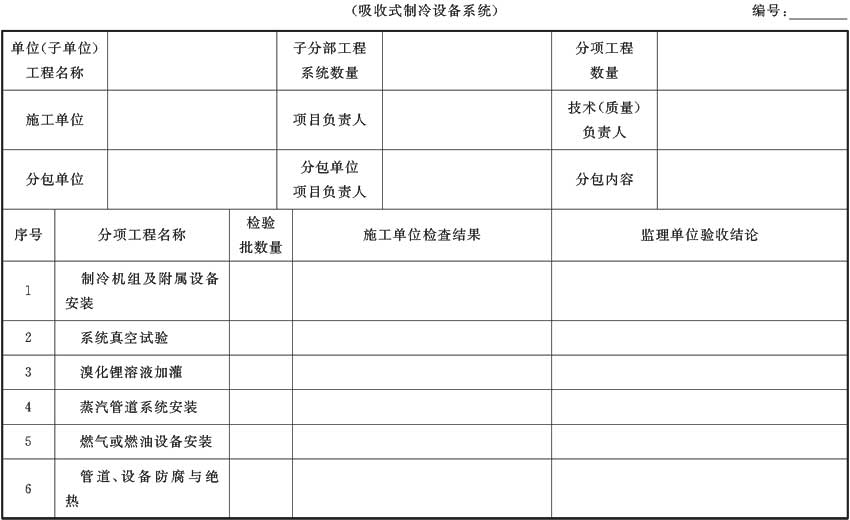 （吸收式制冷设备系统） 编号：
单位（子单位） 子分部工程 分项工程
工程名称 系统数量 数量
施工单位 项目负责人 技术（质量）
负责人
分包单位 分包单位 分包内容
项目负责人
序号 分项工程名称 检验 施工单位检查结果 监理单位验收结论
批数量
1 制冷机组及附属设备
安装
2 系统真空试验
3 溴化锂溶液加灌
4 蒸汽管道系统安装
5 燃气或燃油设备安装
6 管道、设备防腐与绝
热